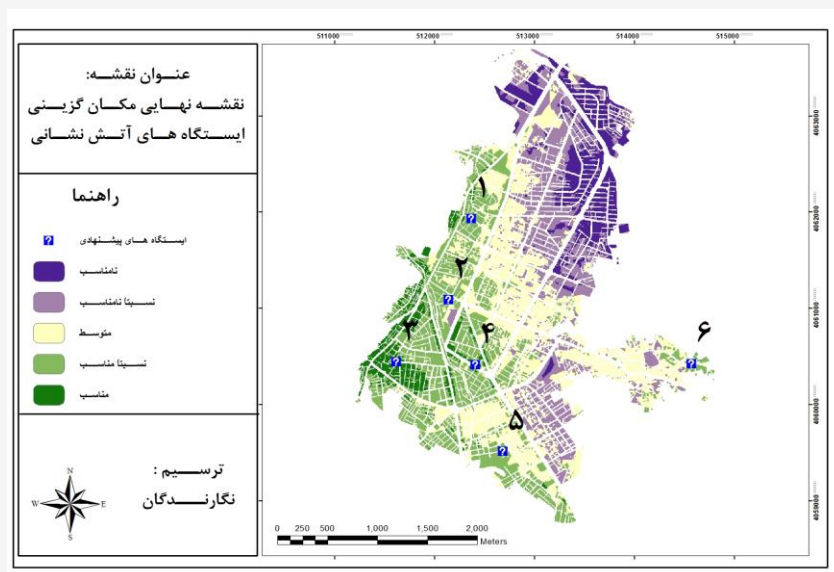 عنوان نقشه:
نقشه نهایی مکان گزینی
ایستگاه های آتش نشانی
راهنما
ایستگاه های پیشنهادی
نامناسب
نسبتا نامناسب
متوسط
نسبتا مناسب
مناسب
ترسیم :
نگارندگان
N
W
E
S
511000 512000 513000 514000 515000
4063000
4062000
4061000
4060000
4059000
۱
۲
۳
۴
۵
۶
0 250 500 1,000 1,500 2,000
Meters